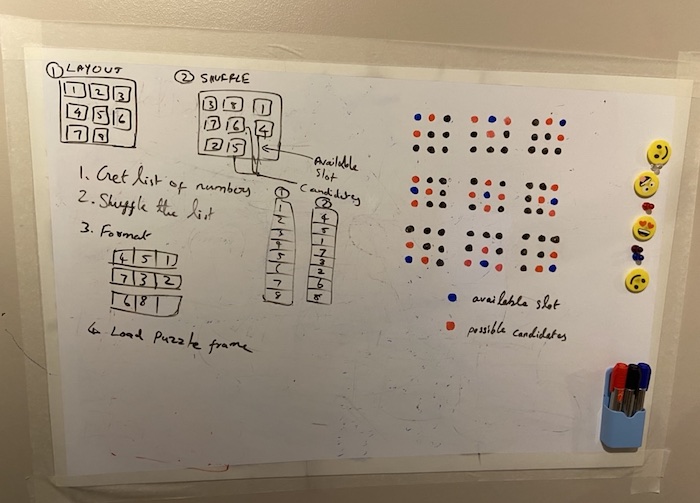 1 LAYOUT
1 2 3
4 5 6
7 8
2 SHUFFLE
3 8 1
7 6 4
2 5
Available
Slot
Candidates
1. Get list of numbers
2. Shuffle the list
3. Format
4 5 1
7 3 2
6 8
4. Load Puzzle frame
1
1
2
3
4
5
6
7
8
2
4
5
1
7
3
2
6
8
available slot
possible candidates